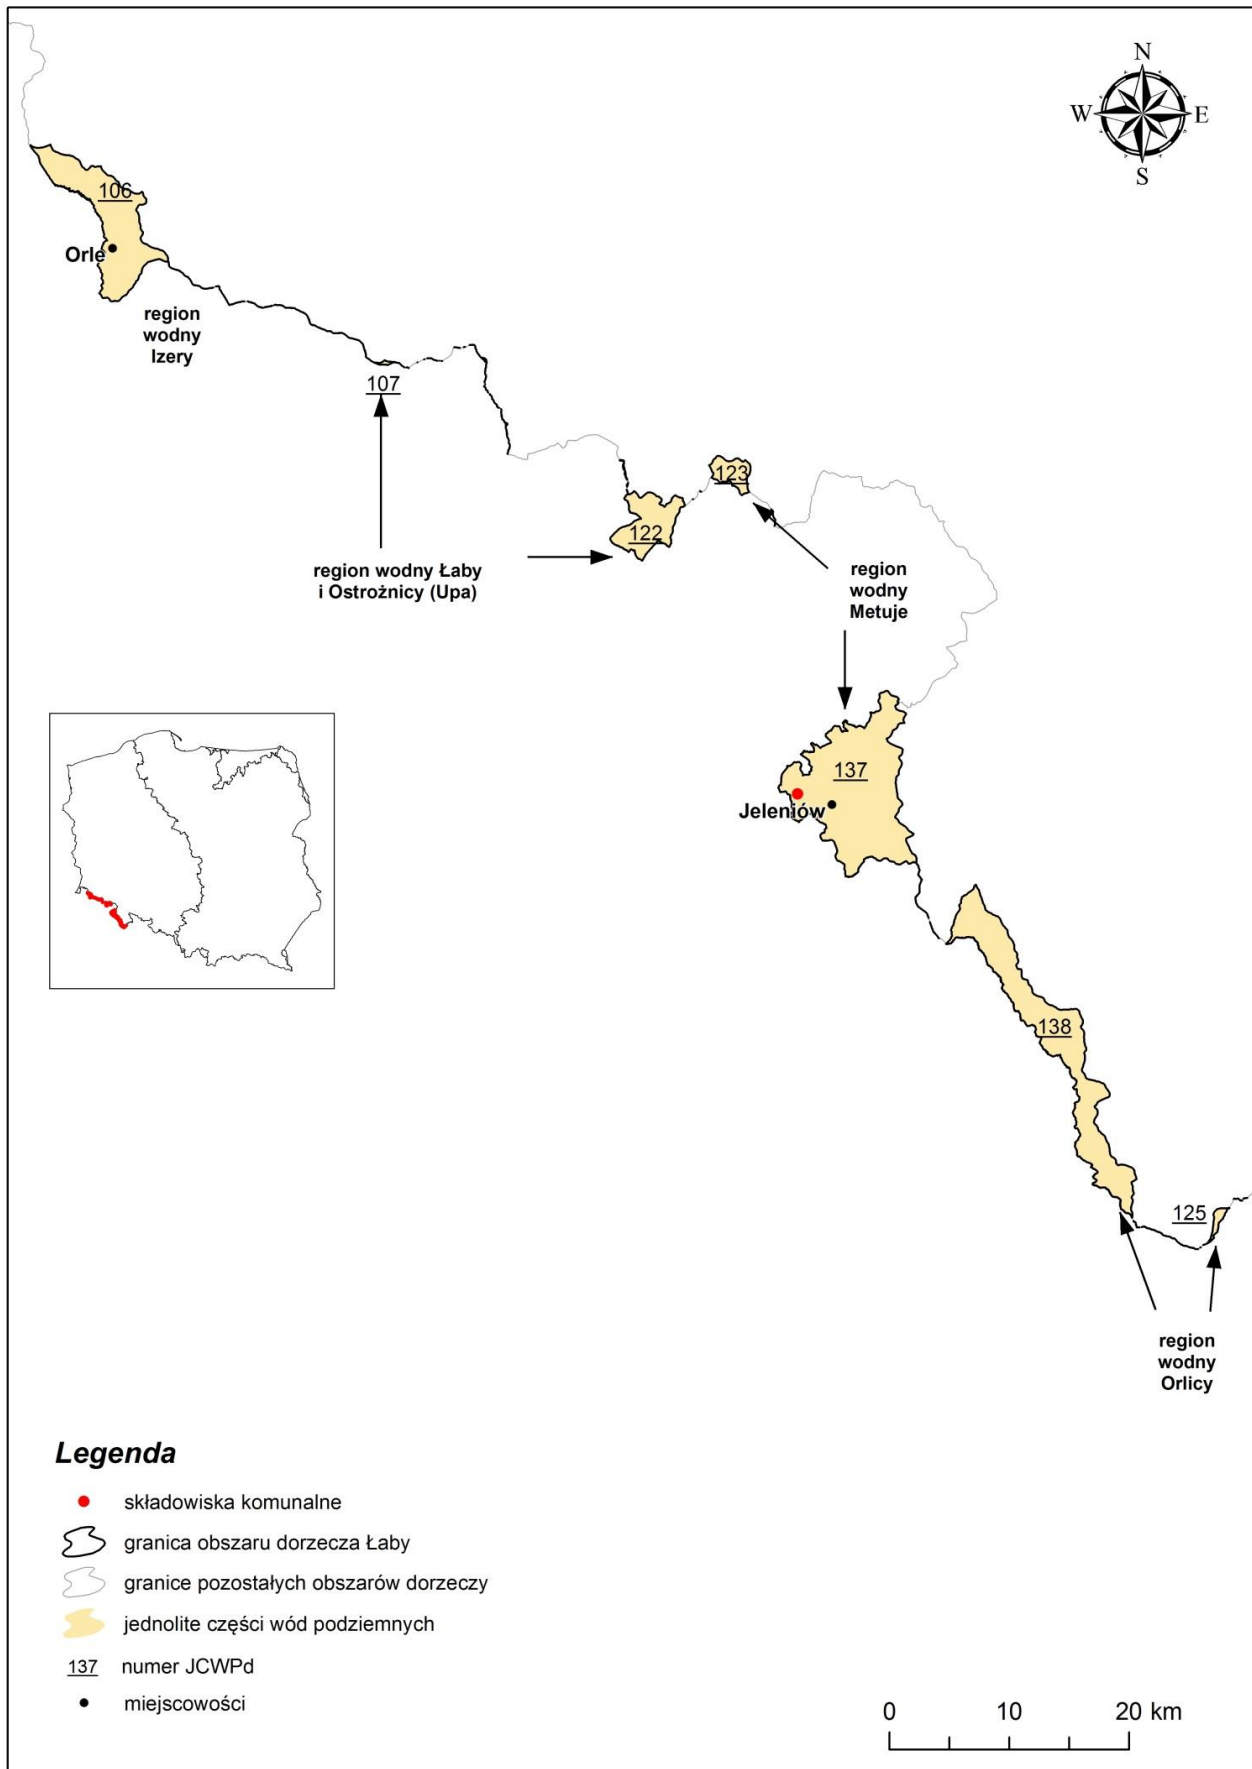 N
W
E
S
106
Orle
region
wodny
Izery
107
123
122
region wodny Łaby
i Ostrożnicy (Upa)
region
wodny
Metuje
137
Jeleniów
138
125
region
wodny
Orlicy
Legenda
składowiska komunalne
granica obszaru dorzecza Łaby
granice pozostałych obszarów dorzeczy
jednolite części wód podziemnych
137 numer JCWPd
miejscowości
0 10 20 km